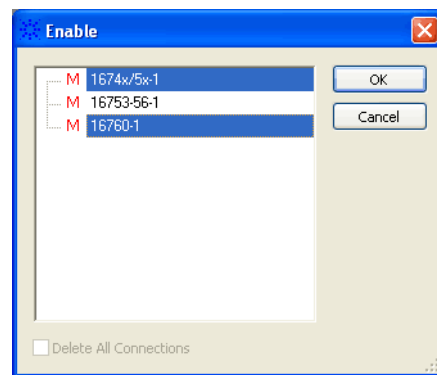 Enable
M 1674x/5x-1
M 16753-56-1
M 16760-1
OK
Cancel
Delete All Connections